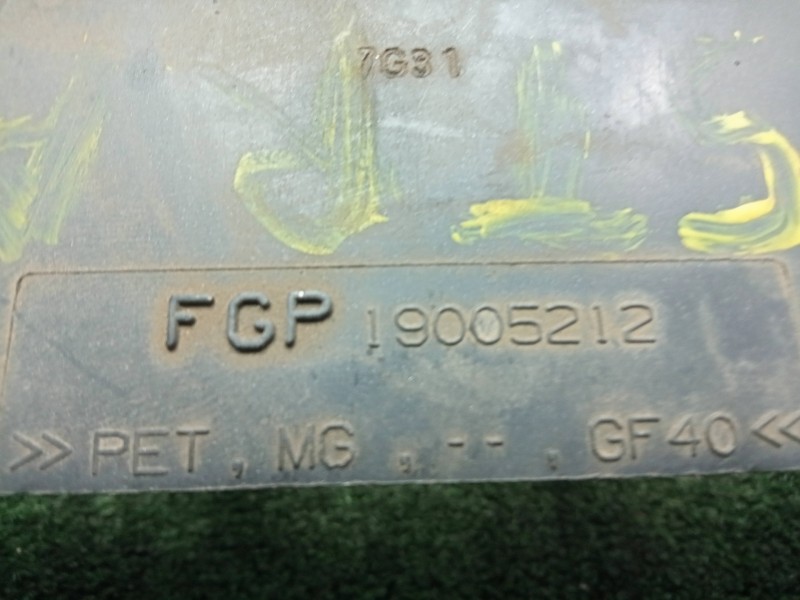 7G31
FGP 19005212
>>PET, MG, --, GF40<<